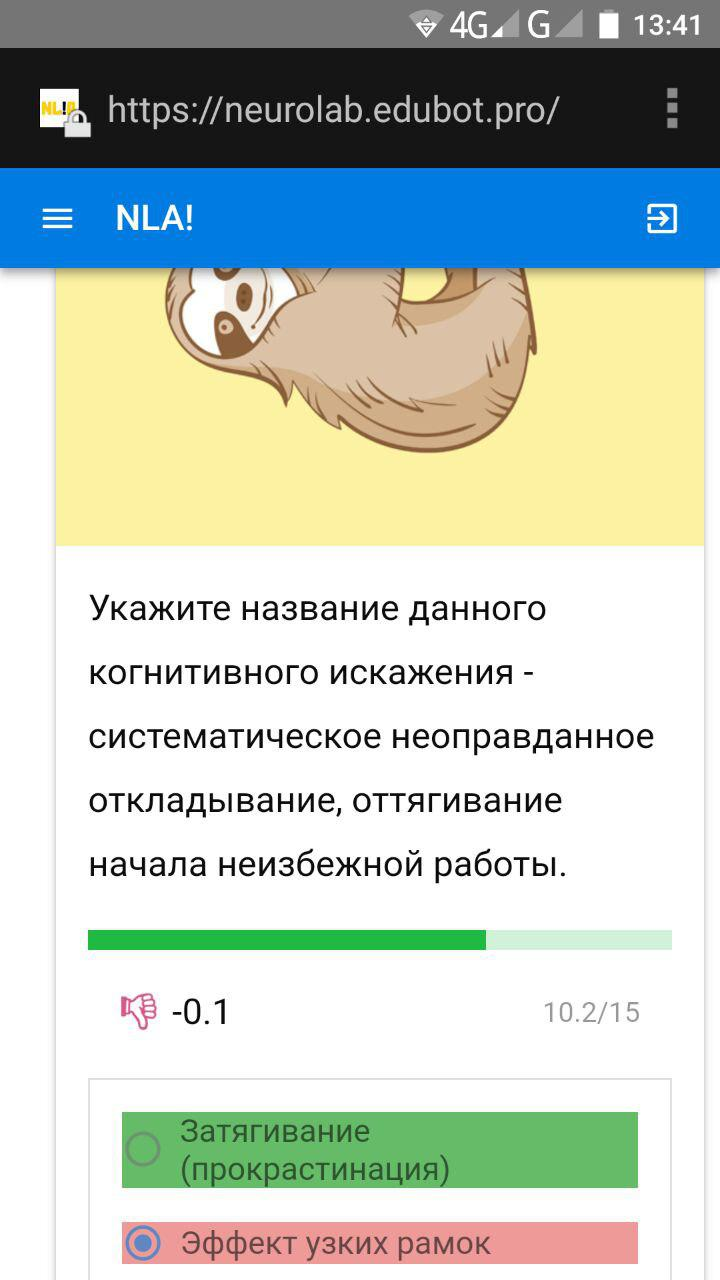 4G G 13:41
NL!A https://neurolab.edubot.pro/
NLA!
Укажите название данного
когнитивного искажения -
систематическое неоправданное
откладывание, оттягивание
начала неизбежной работы.
-0.1 10.2/15
Затягивание
(прокрастинация)
Эффект узких рамок